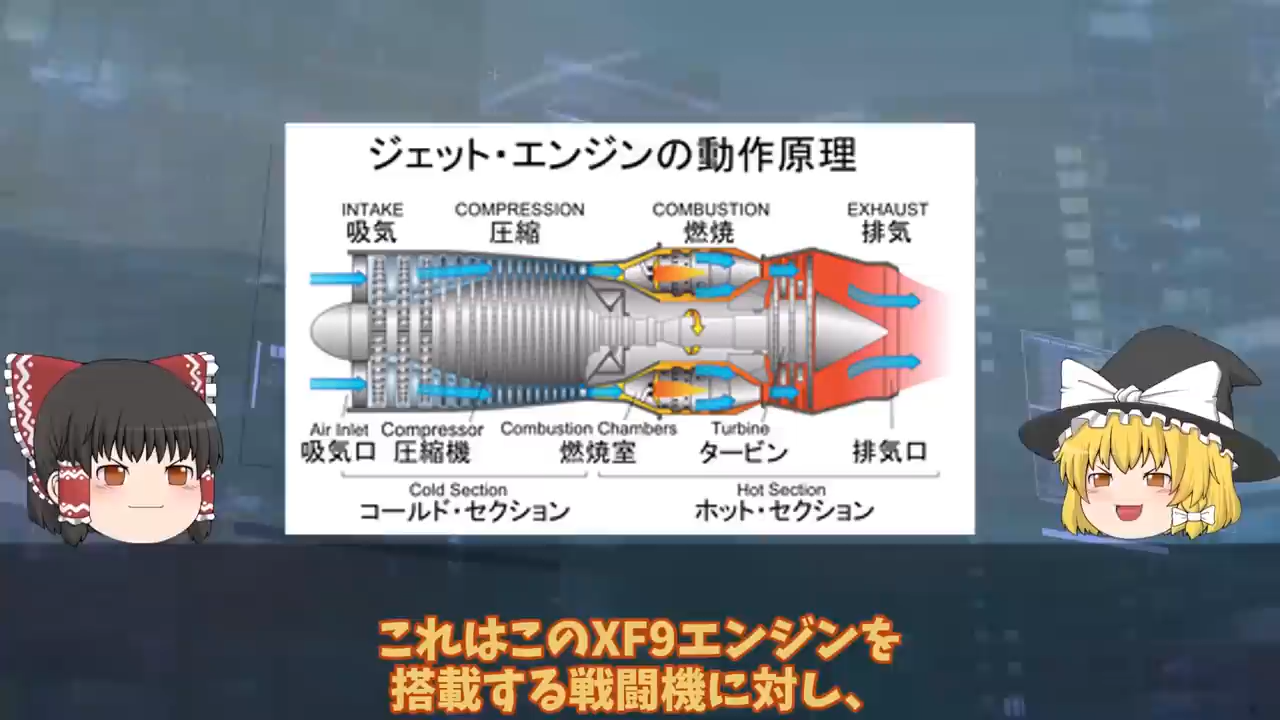 ジェット・エンジンの動作原理
INTAKE COMPRESSION COMBUSTION EXHAUST
吸気 圧縮 燃焼 排気
Air Inlet Compressor Combustion Chambers Turbine
吸気口 圧縮機 燃焼室 タービン 排気口
Cold Section Hot Section
コールド・セクション ホット・セクション
これはこのXF9エンジンを
搭載する戦闘機に対し、